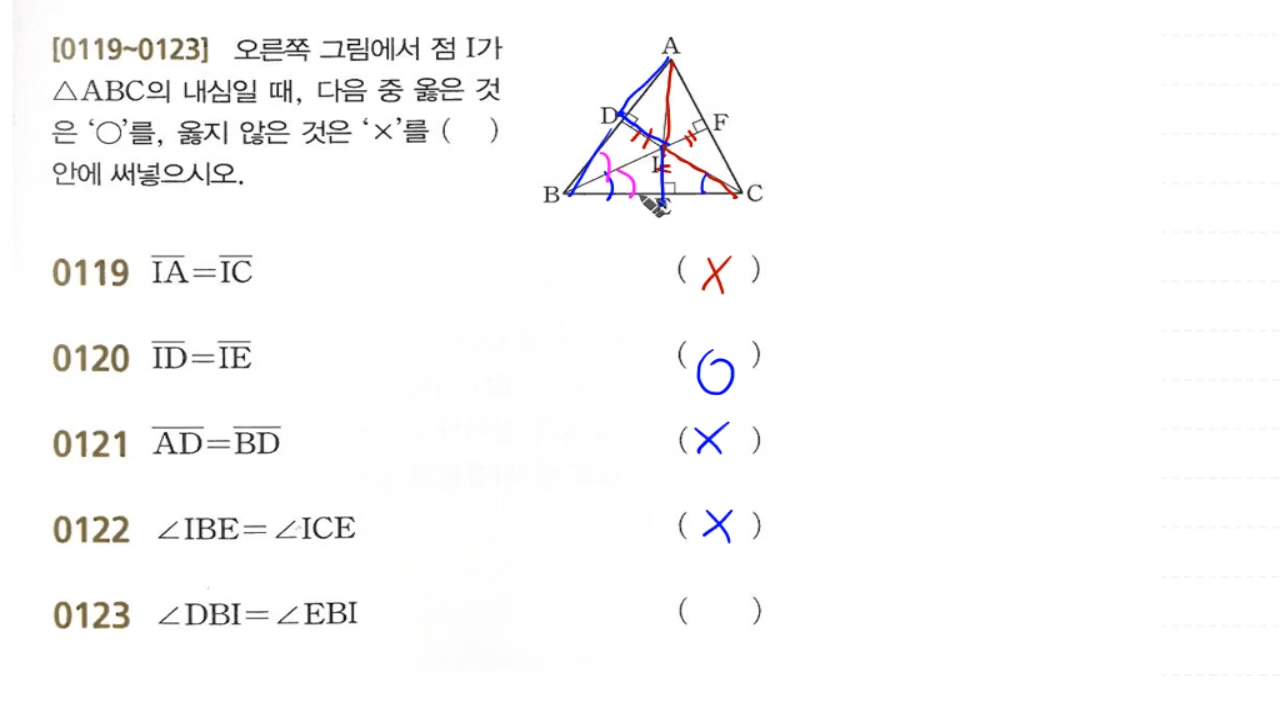 [0119~0123] 오른쪽 그림에서 점 I가
△ABC의 내심일 때, 다음 중 옳은 것
은 ‘○’를, 옳지 않은 것은 ‘×’를 ( )
안에 써넣으시오.
A
D
F
I
B
C
0119 IA=IC ( X )
0120 ID=IE ( O )
0121 AD=BD ( X )
0122 ∠IBE=∠ICE ( X )
0123 ∠DBI=∠EBI ( )